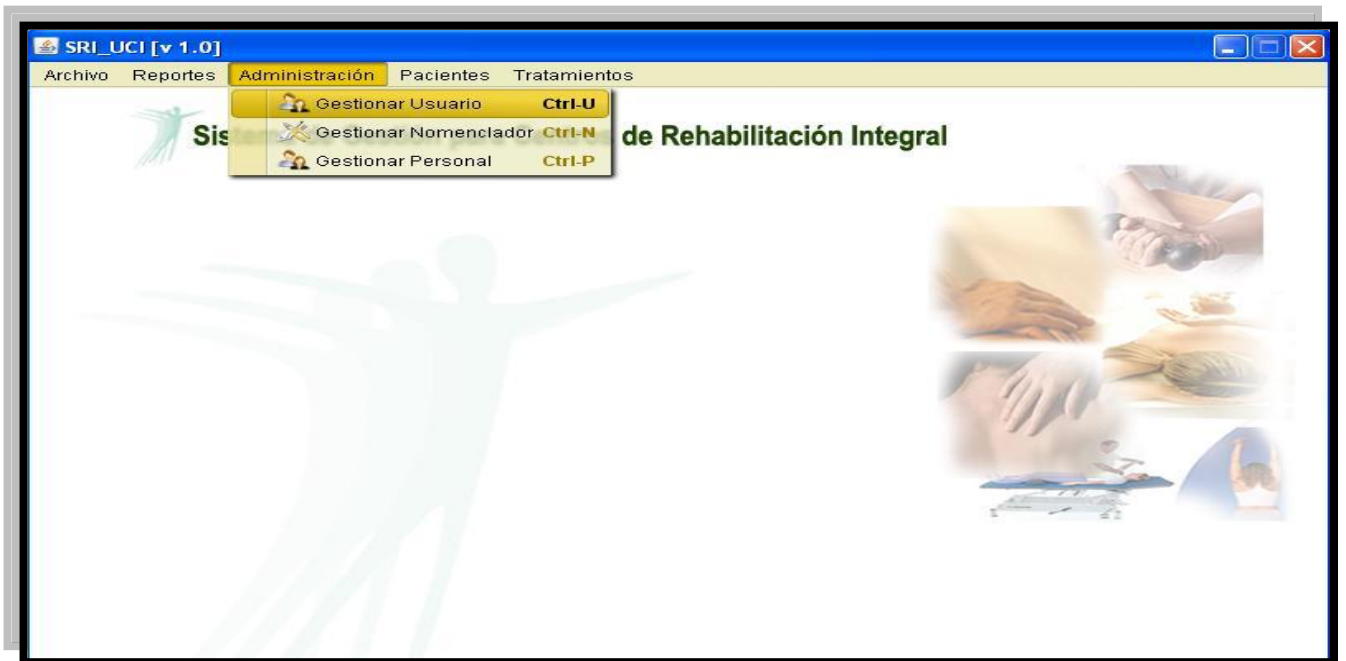 SRI_UCI [v 1.0]
Archivo Reportes Administración Pacientes Tratamientos
Gestionar Usuario Ctrl-U
Gestionar Nomenclador Ctrl-N
Gestionar Personal Ctrl-P
de Rehabilitación Integral